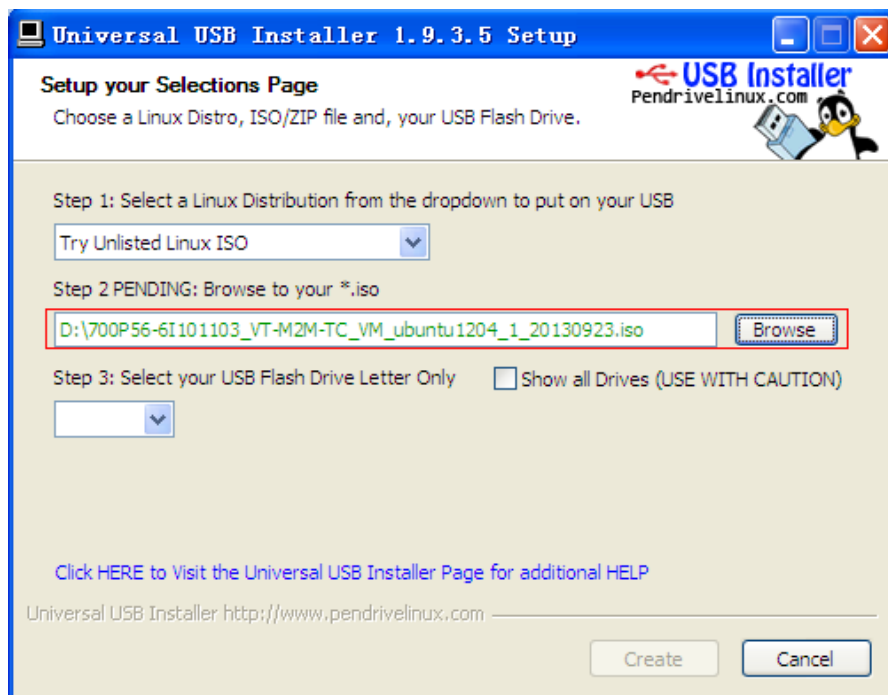 Universal USB Installer 1.9.3.5 Setup
Setup your Selections Page
Choose a Linux Distro, ISO/ZIP file and, your USB Flash Drive.
USB Installer
Pendrivelinux.com
Step 1: Select a Linux Distribution from the dropdown to put on your USB
Try Unlisted Linux ISO
Step 2 PENDING: Browse to your *.iso
D:\700P56-6I101103_VT-M2M-TC_VM_ubuntu1204_1_20130923.iso
Browse
Step 3: Select your USB Flash Drive Letter Only
Show all Drives (USE WITH CAUTION)
Click HERE to Visit the Universal USB Installer Page for additional HELP
Universal USB Installer http://www.pendrivelinux.com
Create
Cancel